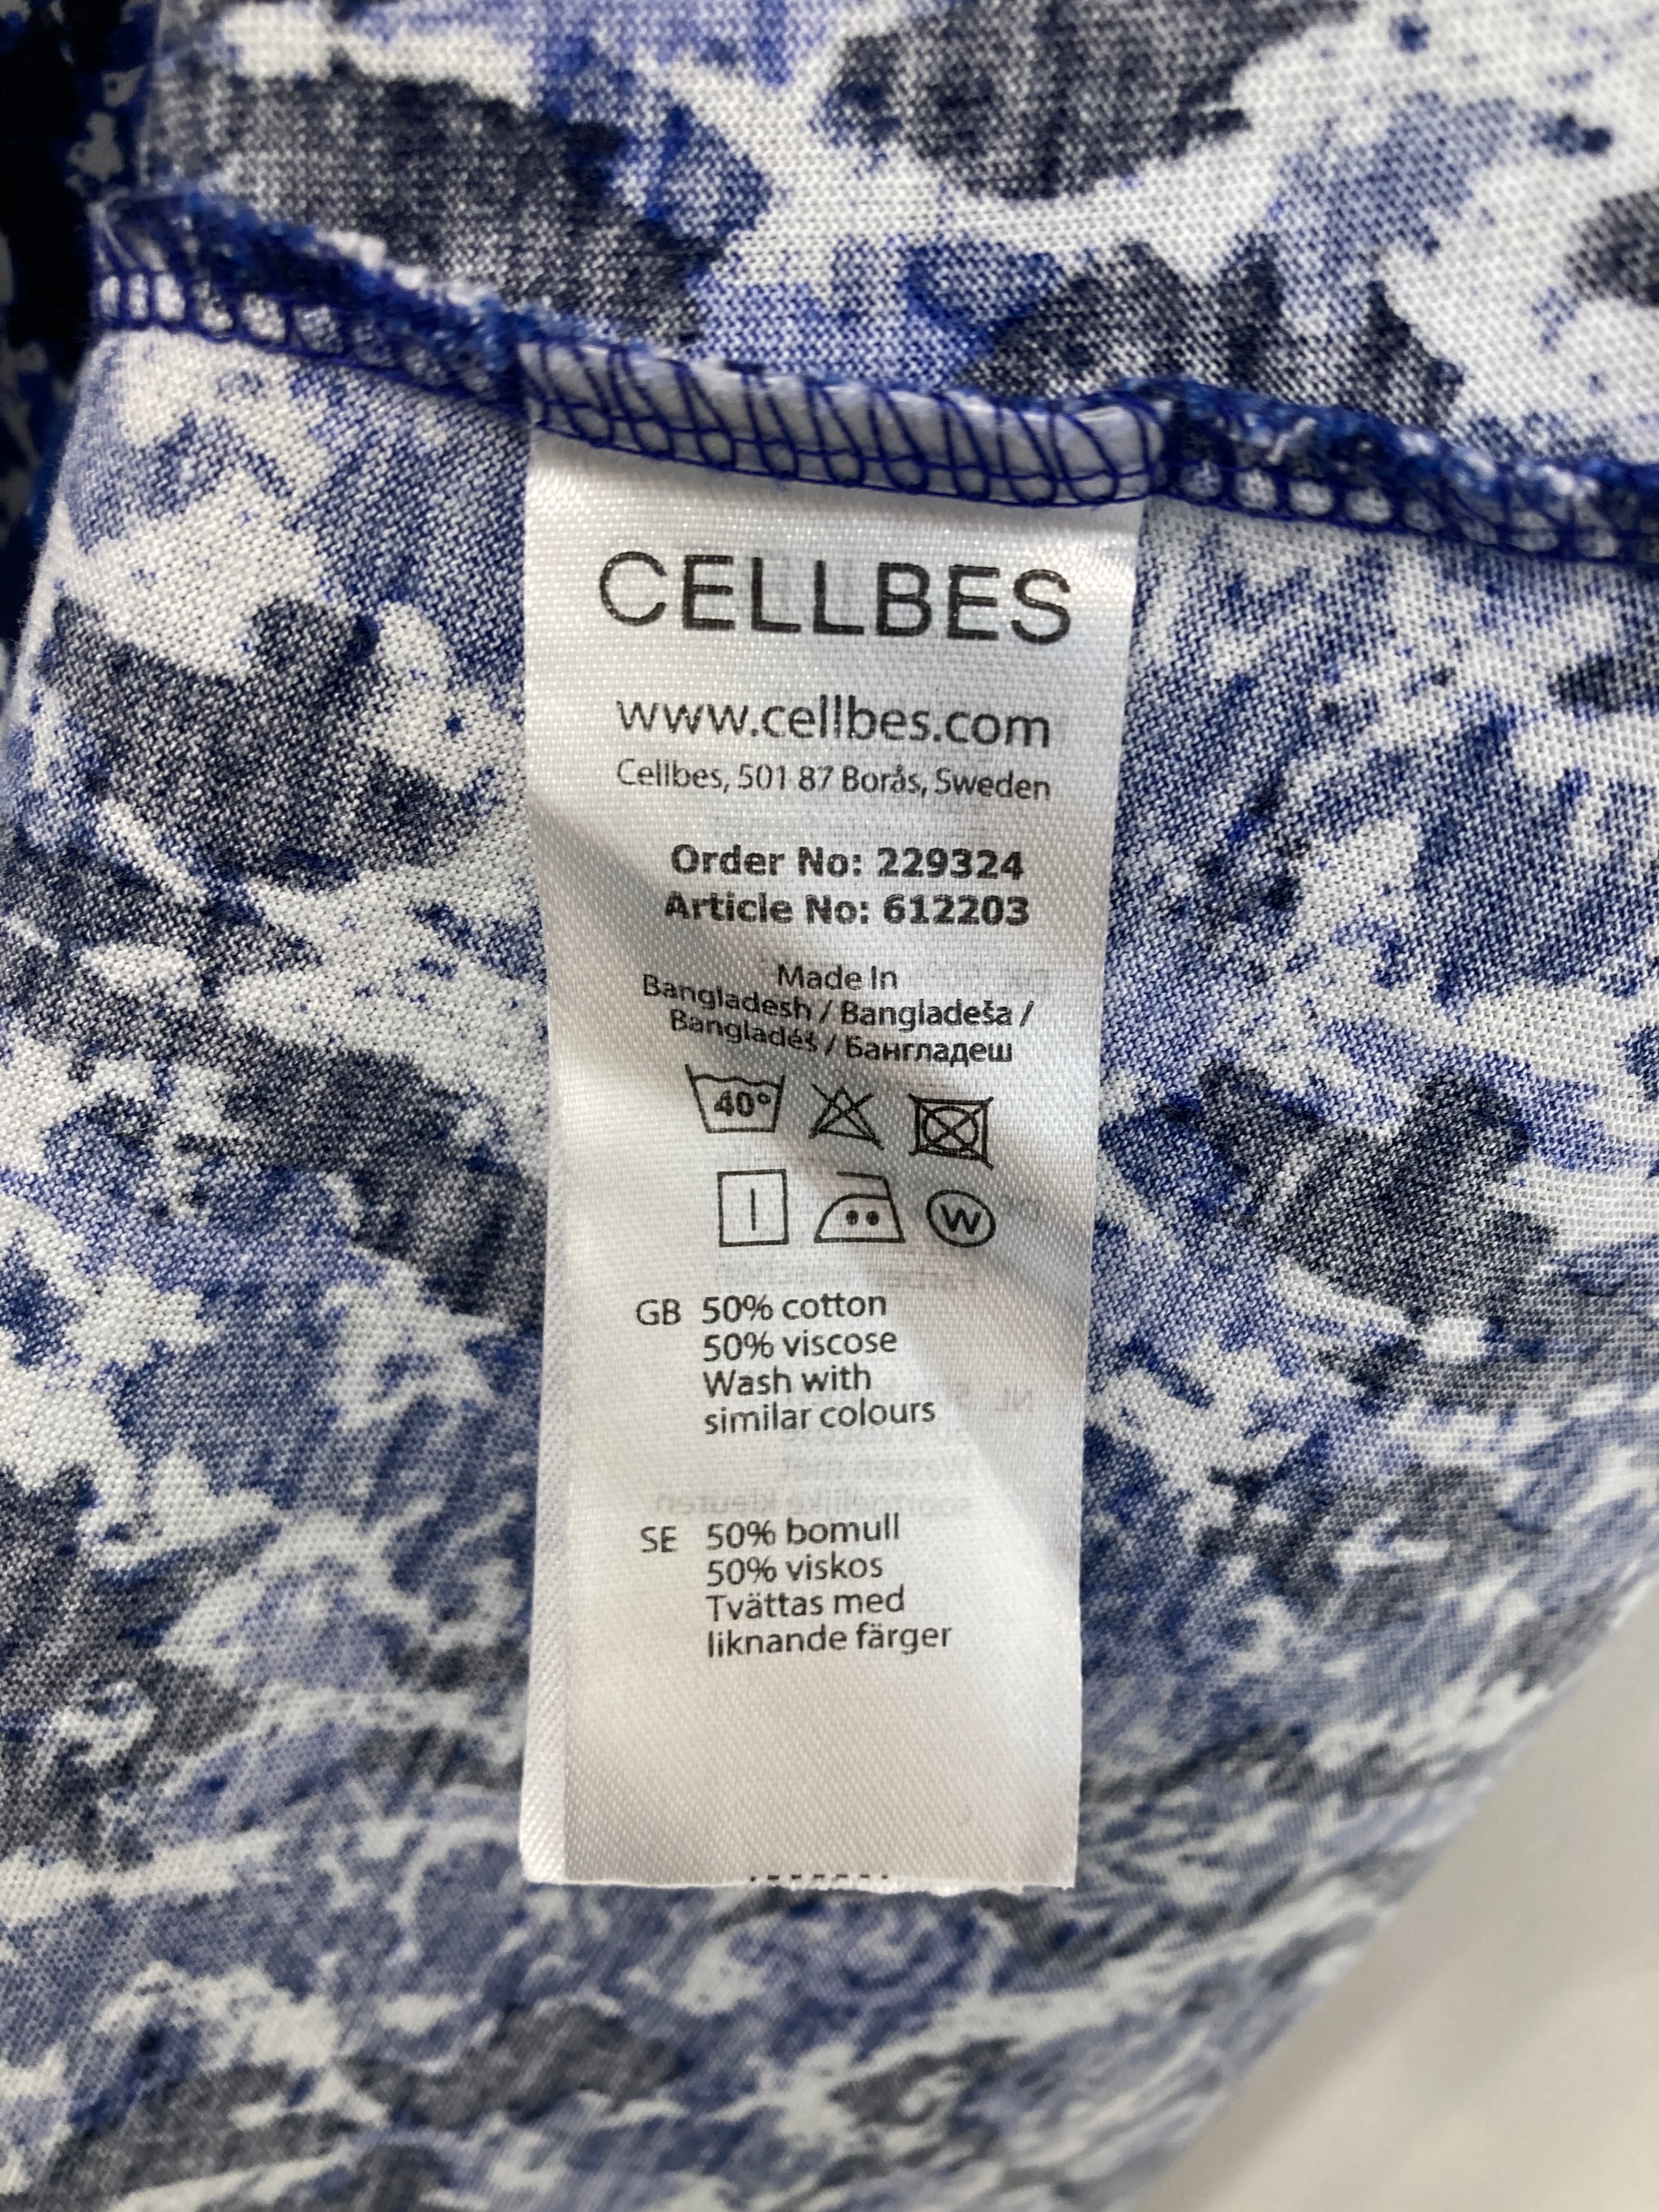 CELLBES
www.cellbes.com
Cellbes, 501 87 Borås, Sweden
Order No: 229324
Article No: 612203
Made In
Bangladesh / Bangladeša /
Bangladéš / Бангладеш
40°
W
GB 50% cotton
50% viscose
Wash with
similar colours
SE 50% bomull
50% viskos
Tvättas med
liknande färger